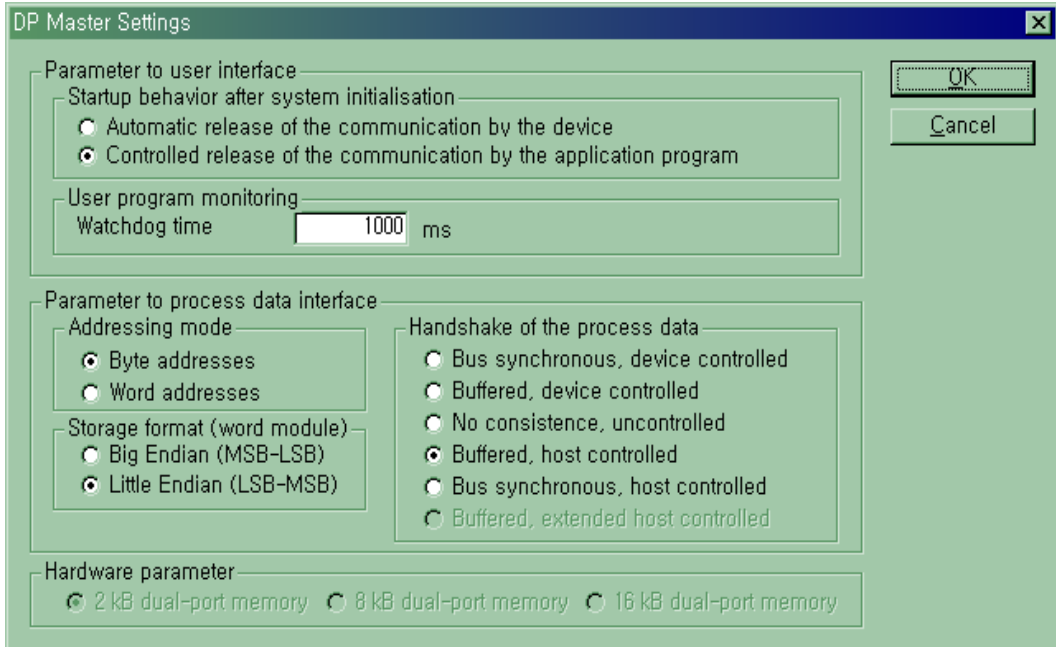 DP Master Settings
Parameter to user interface
OK
Startup behavior after system initialisation
Automatic release of the communication by the device
Cancel
Controlled release of the communication by the application program
User program monitoring
Watchdog time 1000 ms
Parameter to process data interface
Addressing mode
Byte addresses
Word addresses
Storage format (word module)
Big Endian (MSB-LSB)
Little Endian (LSB-MSB)
Handshake of the process data
Bus synchronous, device controlled
Buffered, device controlled
No consistence, uncontrolled
Buffered, host controlled
Bus synchronous, host controlled
Buffered, extended host controlled
Hardware parameter
2 kB dual-port memory 8 kB dual-port memory 16 kB dual-port memory